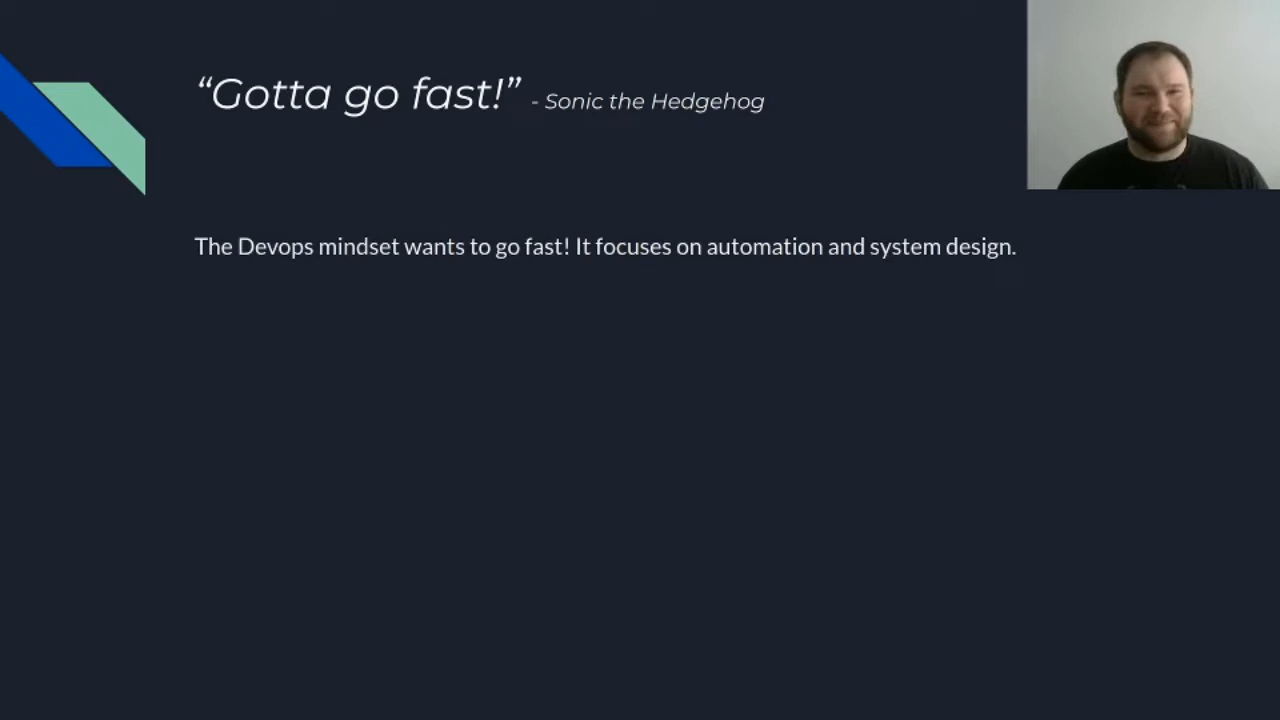 “Gotta go fast!” - Sonic the Hedgehog
The Devops mindset wants to go fast! It focuses on automation and system design.